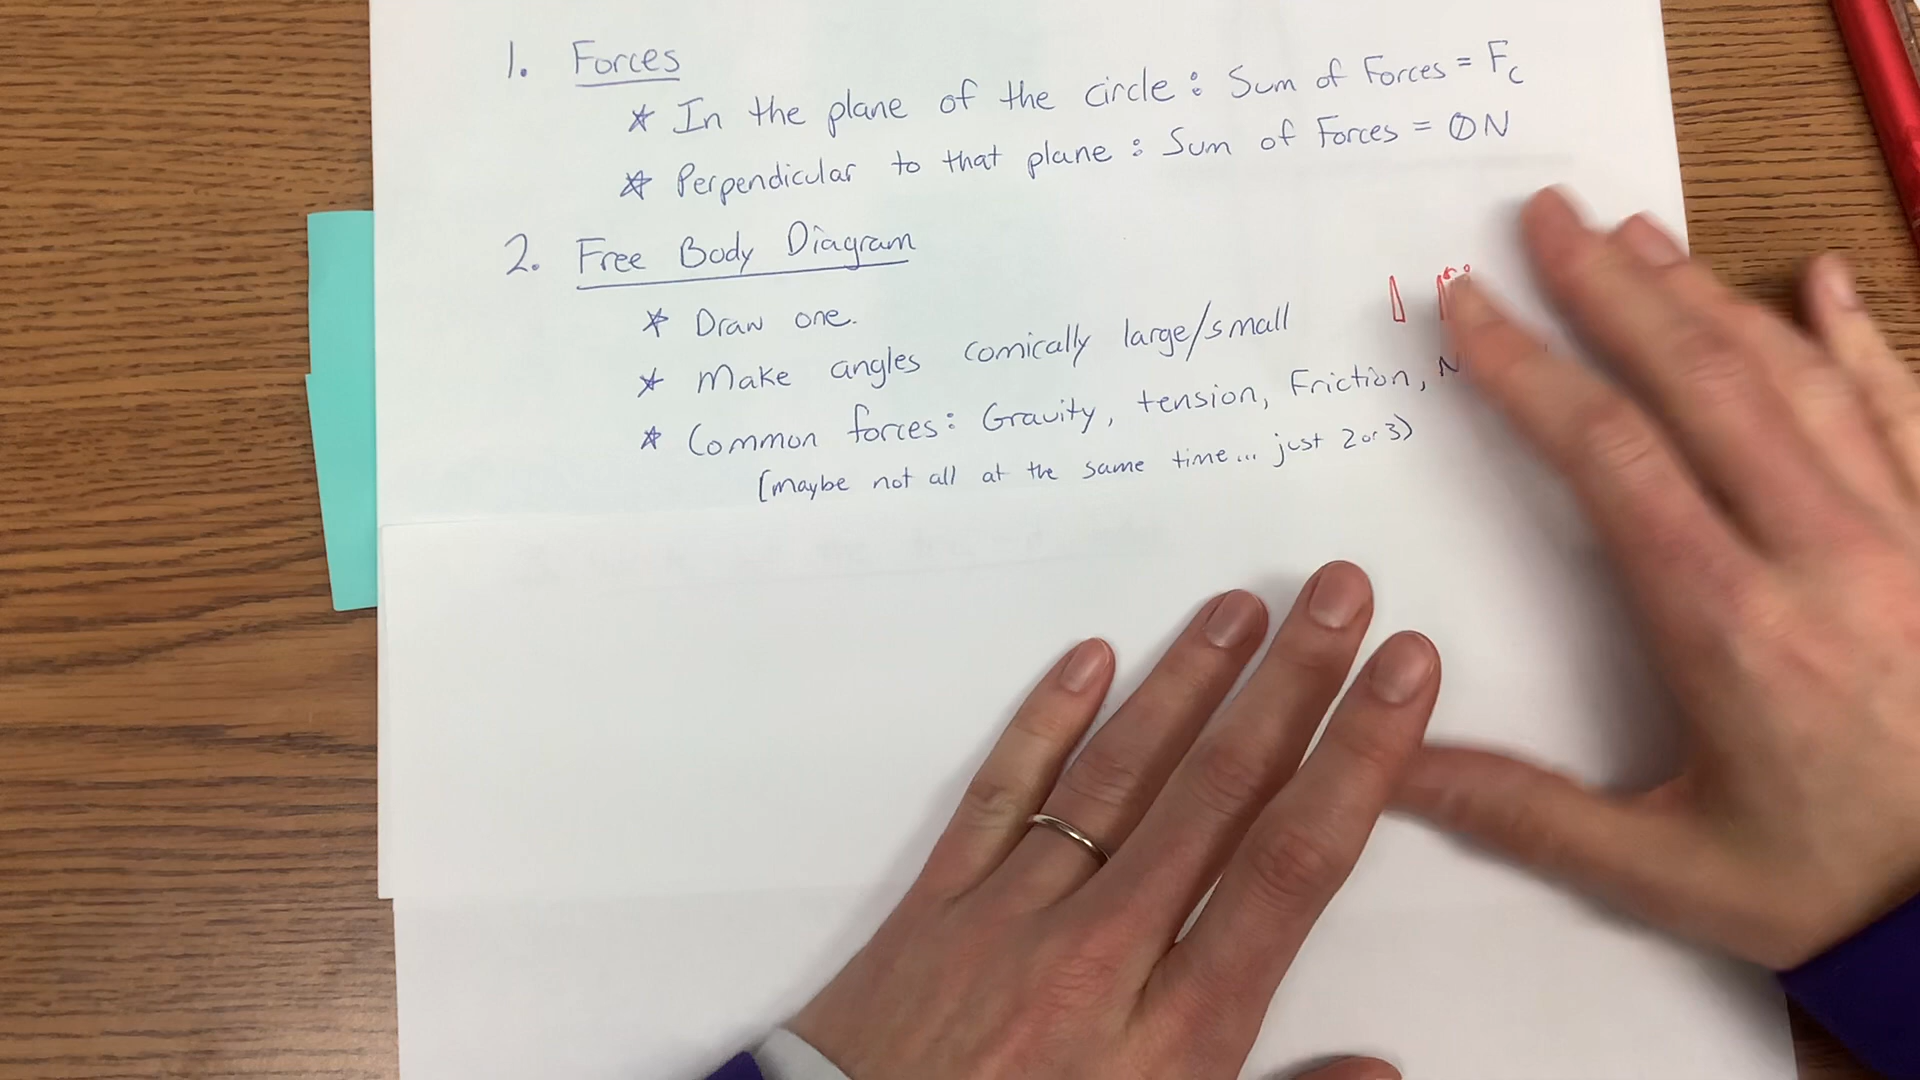 1. Forces
* In the plane of the circle: Sum of Forces = Fc
* Perpendicular to that plane: Sum of Forces = 0N
2. Free Body Diagram
* Draw one.
* Make angles comically large/small
* Common forces: Gravity, tension, Friction,
(maybe not all at the same time... just 2 or 3)